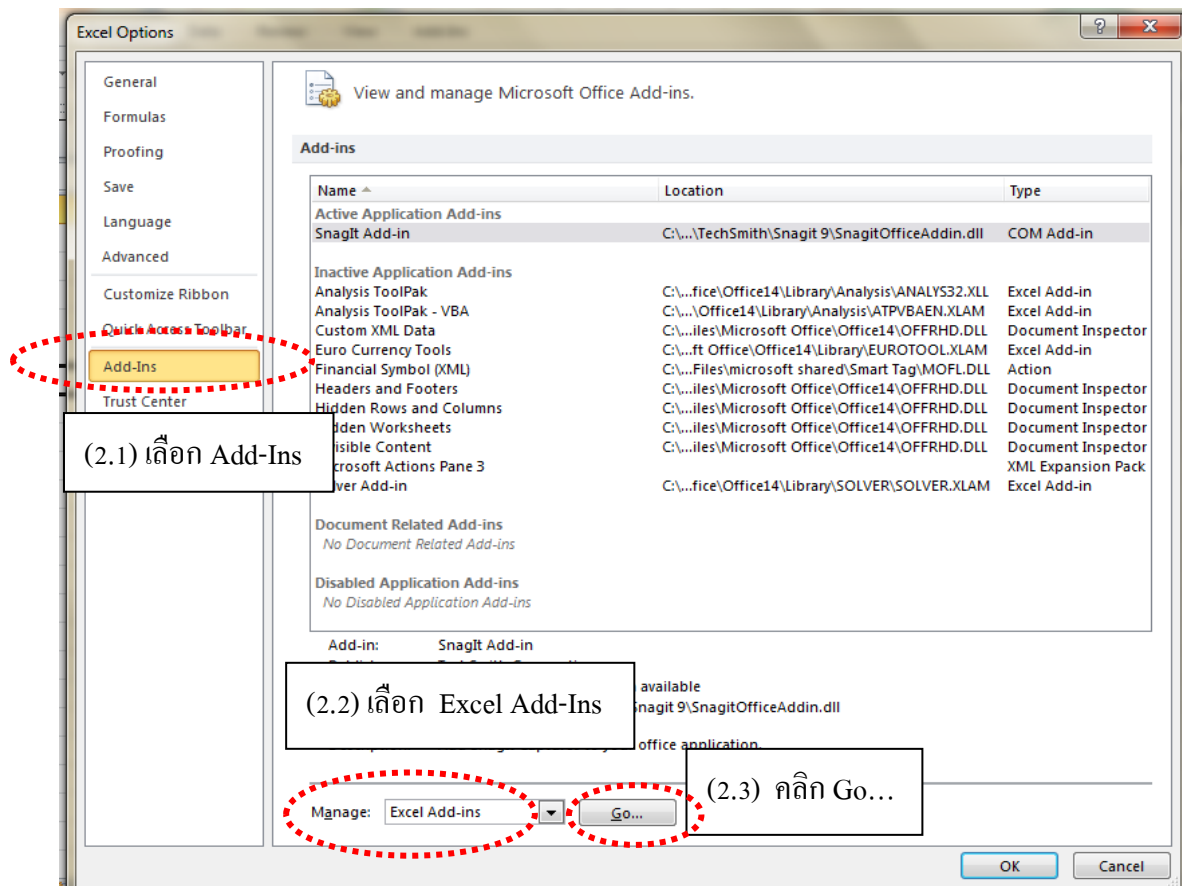 Excel Options
General
Formulas
Proofing
Save
Language
Advanced
Customize Ribbon
Quick Access Toolbar
Add-Ins
Trust Center
(2.1) เลือก Add-Ins
View and manage Microsoft Office Add-ins.
Add-ins
Name Location Type
Active Application Add-ins
SnagIt Add-in C:\...\TechSmith\Snagit 9\SnagitOfficeAddin.dll COM Add-in
Inactive Application Add-ins
Analysis ToolPak C:\...fice\Office14\Library\Analysis\ANALYS32.XLL Excel Add-in
Analysis ToolPak - VBA C:\...\Office14\Library\Analysis\ATPVBAEN.XLAM Excel Add-in
Custom XML Data C:\...iles\Microsoft Office\Office14\OFFRHD.DLL Document Inspector
Euro Currency Tools C:\...ft Office\Office14\Library\EUROTOOL.XLAM Excel Add-in
Financial Symbol (XML) C:\...Files\microsoft shared\Smart Tag\MOFL.DLL Action
Headers and Footers C:\...iles\Microsoft Office\Office14\OFFRHD.DLL Document Inspector
Hidden Rows and Columns C:\...iles\Microsoft Office\Office14\OFFRHD.DLL Document Inspector
Worksheets C:\...iles\Microsoft Office\Office14\OFFRHD.DLL Document Inspector
Content C:\...iles\Microsoft Office\Office14\OFFRHD.DLL Document Inspector
Actions Pane 3 XML Expansion Pack
Add-in C:\...fice\Office14\Library\SOLVER\SOLVER.XLAM Excel Add-in
Document Related Add-ins
No Document Related Add-ins
Disabled Application Add-ins
No Disabled Application Add-ins
Add-in: SnagIt Add-in
available
9\SnagitOfficeAddin.dll
office application.
(2.2) เลือก Excel Add-Ins
(2.3) คลิก Go...
Manage: Excel Add-ins Go...
OK Cancel